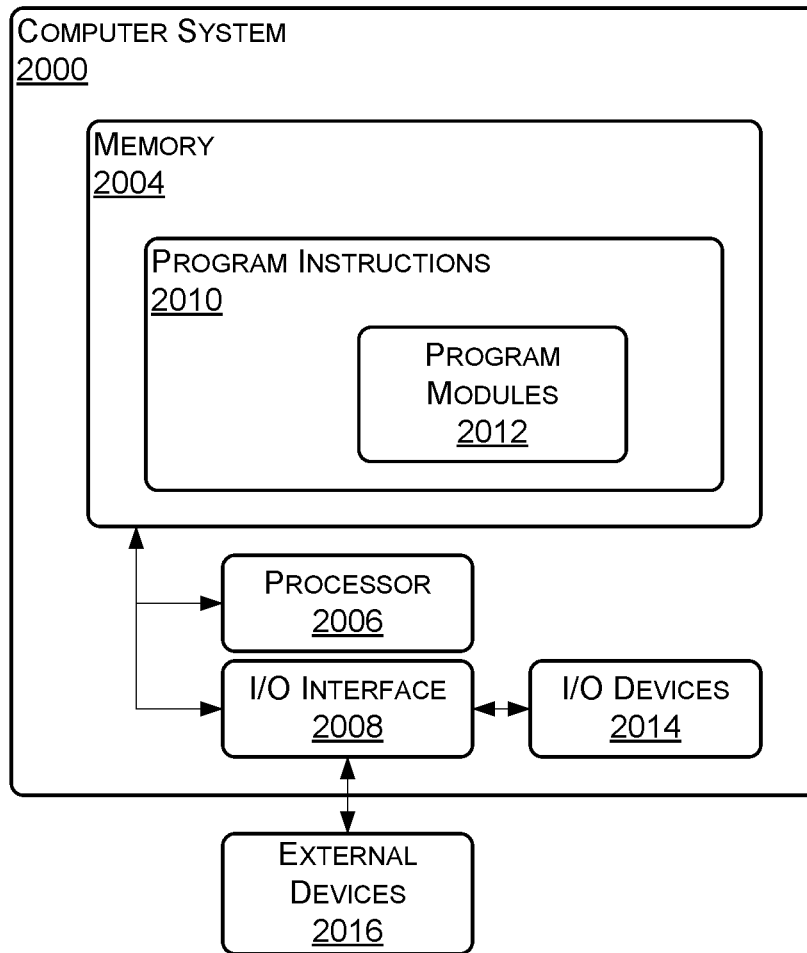 COMPUTER SYSTEM
2000
MEMORY
2004
PROGRAM INSTRUCTIONS
2010
PROGRAM
MODULES
2012
PROCESSOR
2006
I/O INTERFACE
2008
I/O DEVICES
2014
EXTERNAL
DEVICES
2016